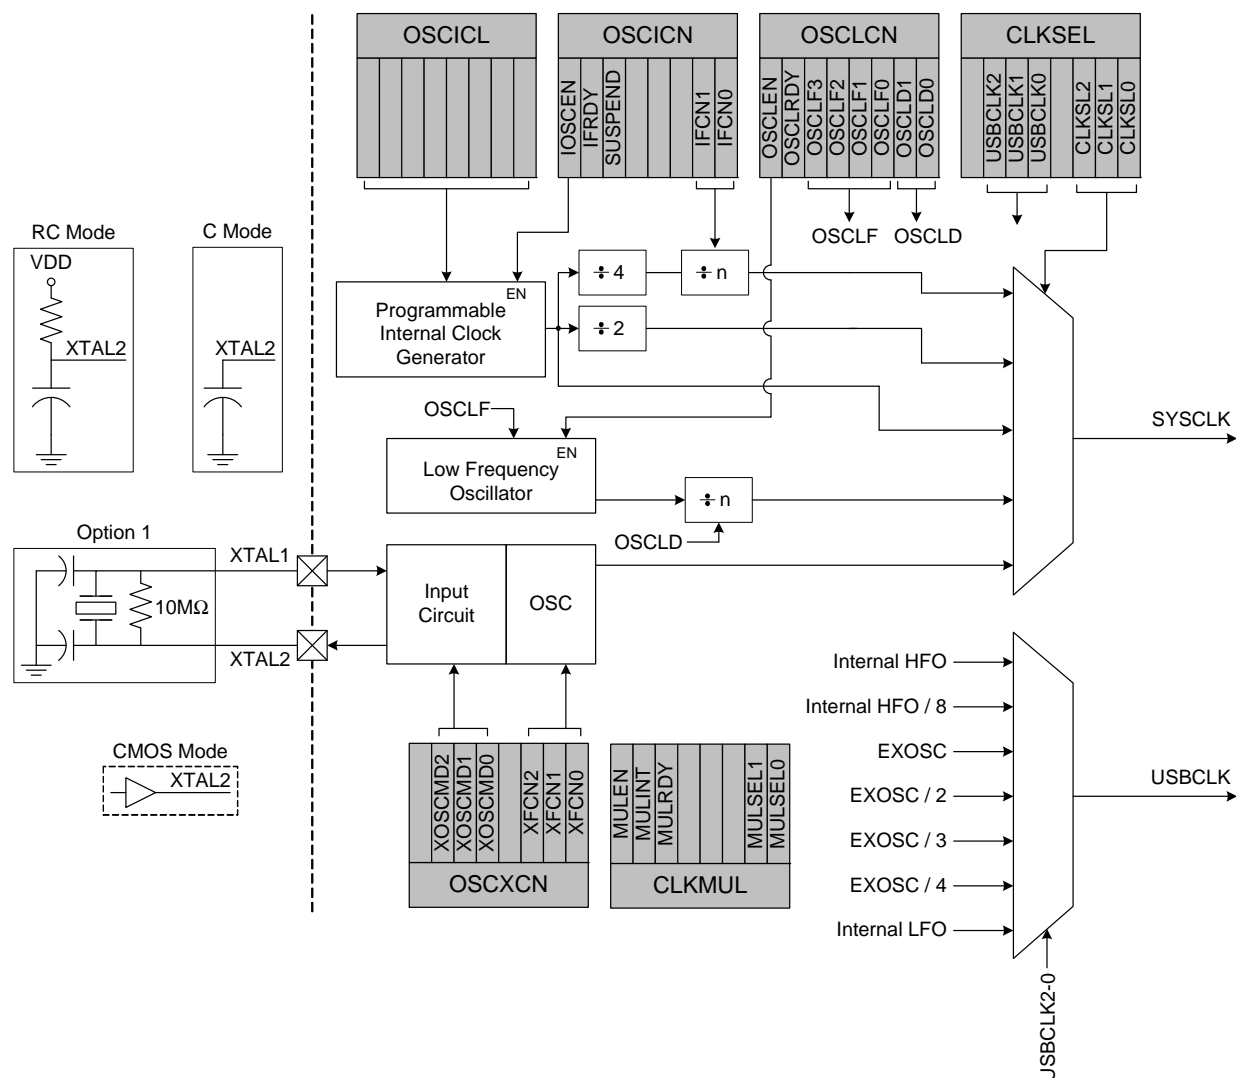 OSCICL
OSCICN
OSCLCN
CLKSEL
IOSCEN
IFRDY
SUSPEND
IFCN1
IFCN0
OSCLEN
OSCLRDY
OSCLF3
OSCLF2
OSCLF1
OSCLF0
OSCLD1
OSCLD0
USBCLK2
USBCLK1
USBCLK0
CLKSL2
CLKSL1
CLKSL0
RC Mode
VDD
XTAL2
C Mode
XTAL2
OSCLF
OSCLD
EN
Programmable
Internal Clock
Generator
÷ 4
÷ n
÷ 2
OSCLF
EN
Low Frequency
Oscillator
÷ n
OSCLD
SYSCLK
Option 1
10MΩ
XTAL1
XTAL2
Input
Circuit
OSC
CMOS Mode
XTAL2
XOSCMD2
XOSCMD1
XOSCMD0
XFCN2
XFCN1
XFCN0
OSCXCN
MULEN
MULINT
MULRDY
MULSEL1
MULSEL0
CLKMUL
Internal HFO
Internal HFO / 8
EXOSC
EXOSC / 2
EXOSC / 3
EXOSC / 4
Internal LFO
USBCLK
USBCLK2-0